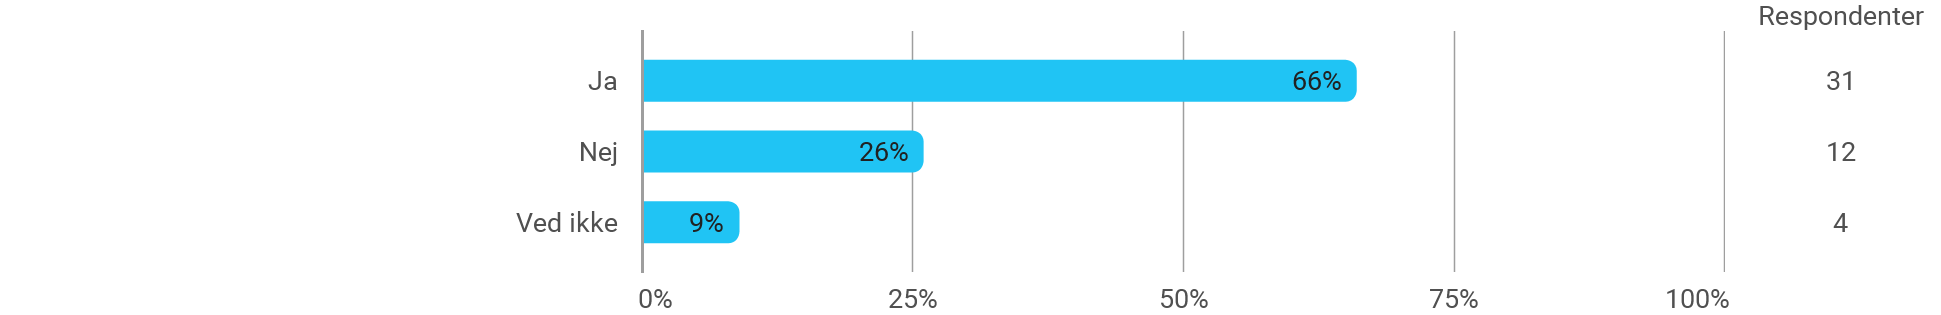 Respondenter
Ja 66% 31
Nej 26% 12
Ved ikke 9% 4
0% 25% 50% 75% 100%